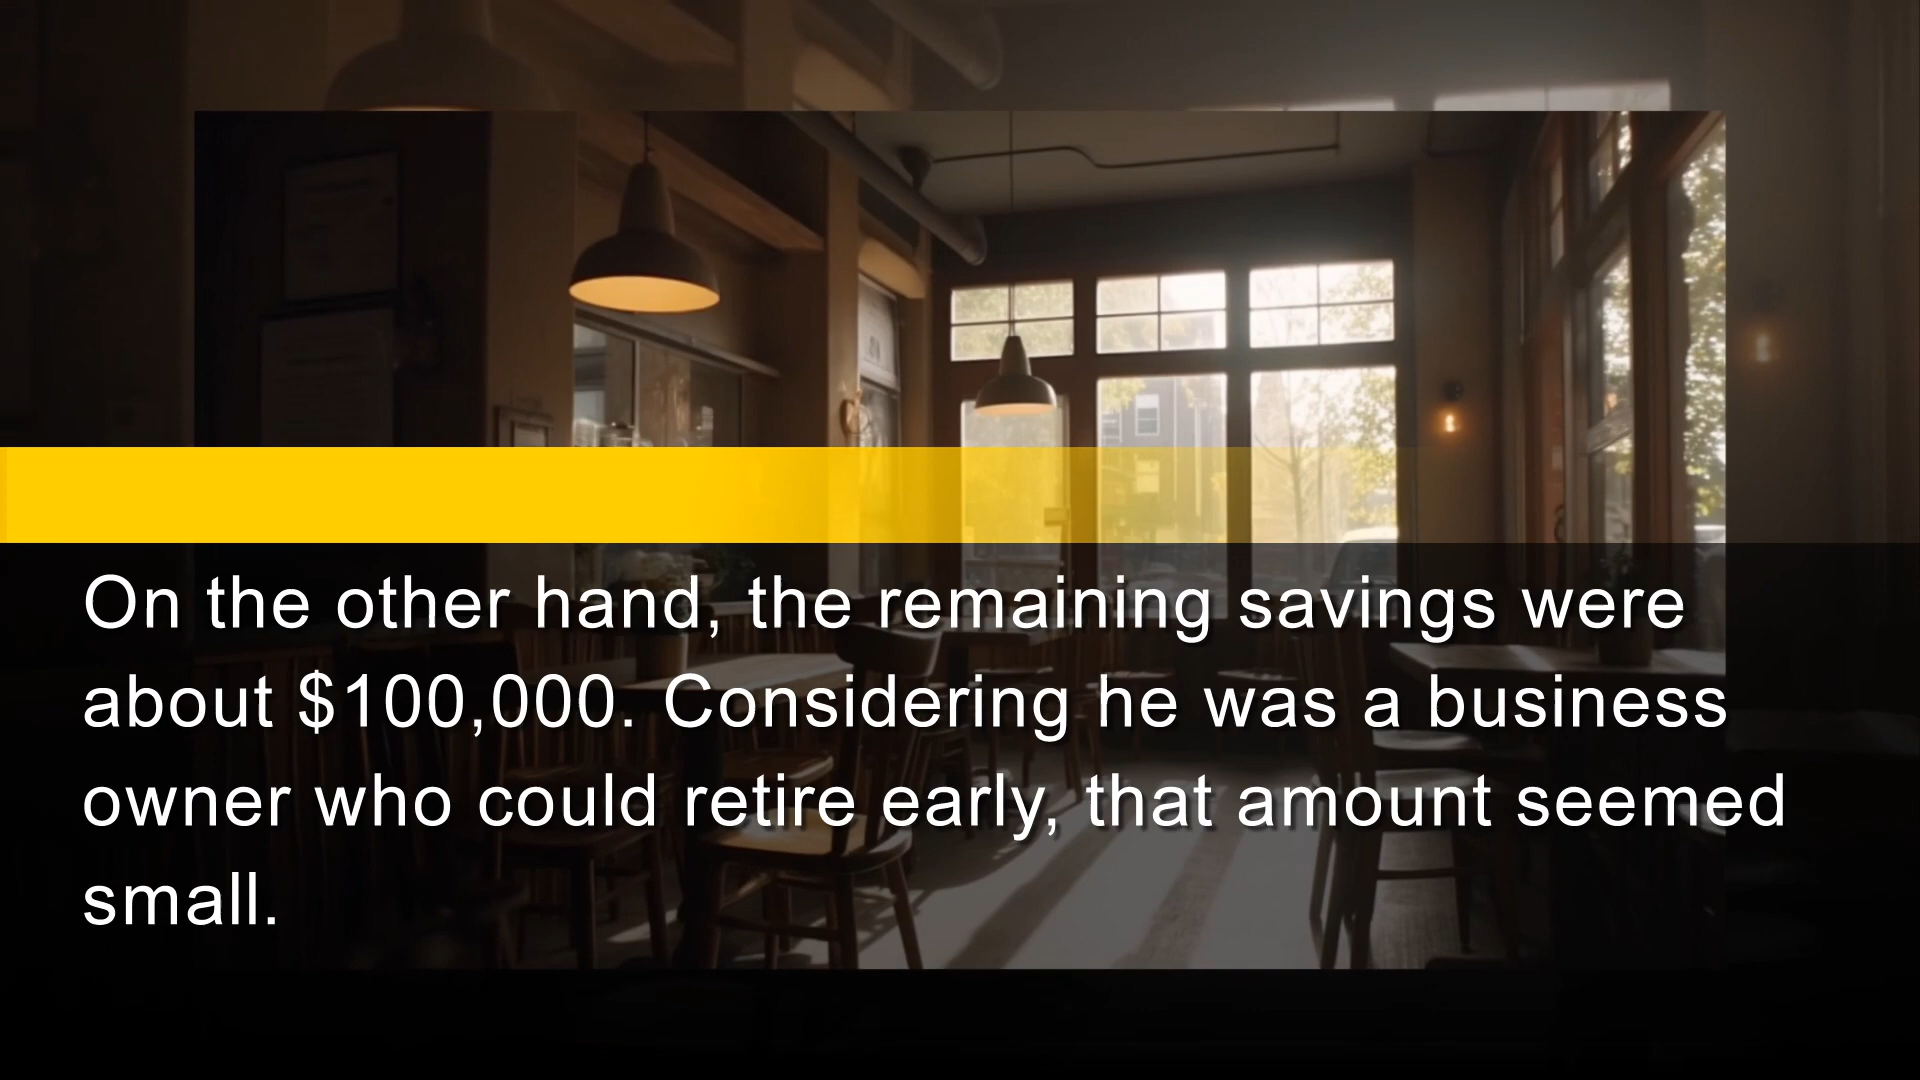 On the other hand, the remaining savings were
about $100,000. Considering he was a business
owner who could retire early, that amount seemed
small.